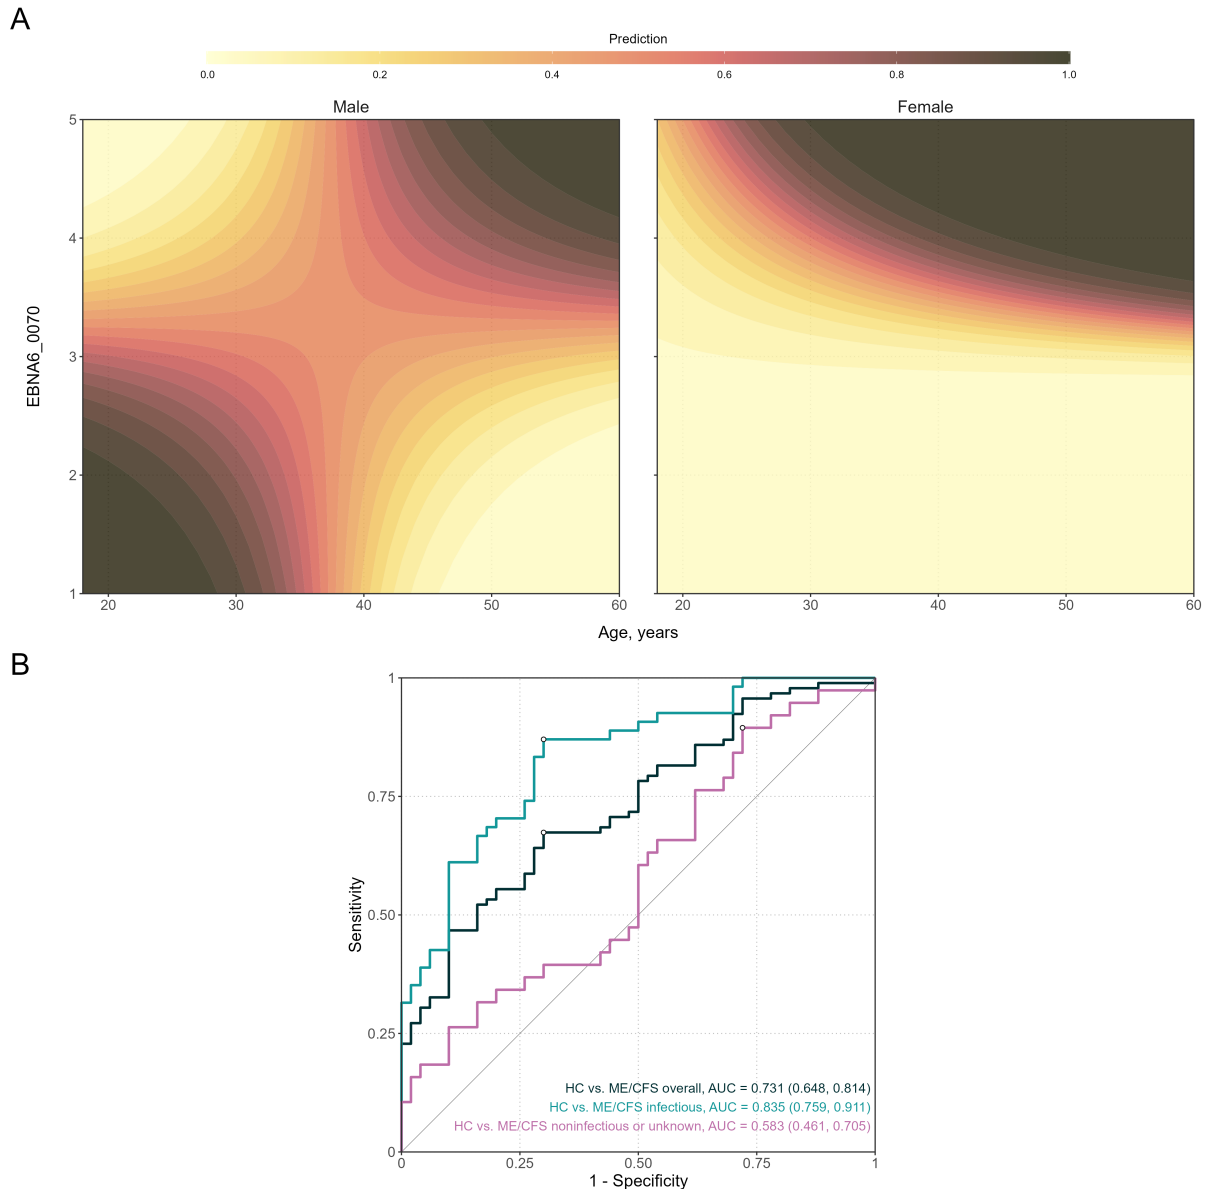 A
Prediction
0.0 0.2 0.4 0.6 0.8 1.0
Male Female
EBNA6_0070
5
4
3
2
1
20 30 40 50 60 20 30 40 50 60
Age, years
B
Sensitivity
1
0.75
0.50
0.25
0
HC vs. ME/CFS overall, AUC = 0.731 (0.648, 0.814)
HC vs. ME/CFS infectious, AUC = 0.835 (0.759, 0.911)
HC vs. ME/CFS noninfectious or unknown, AUC = 0.583 (0.461, 0.705)
0 0.25 0.50 0.75 1
1 - Specificity